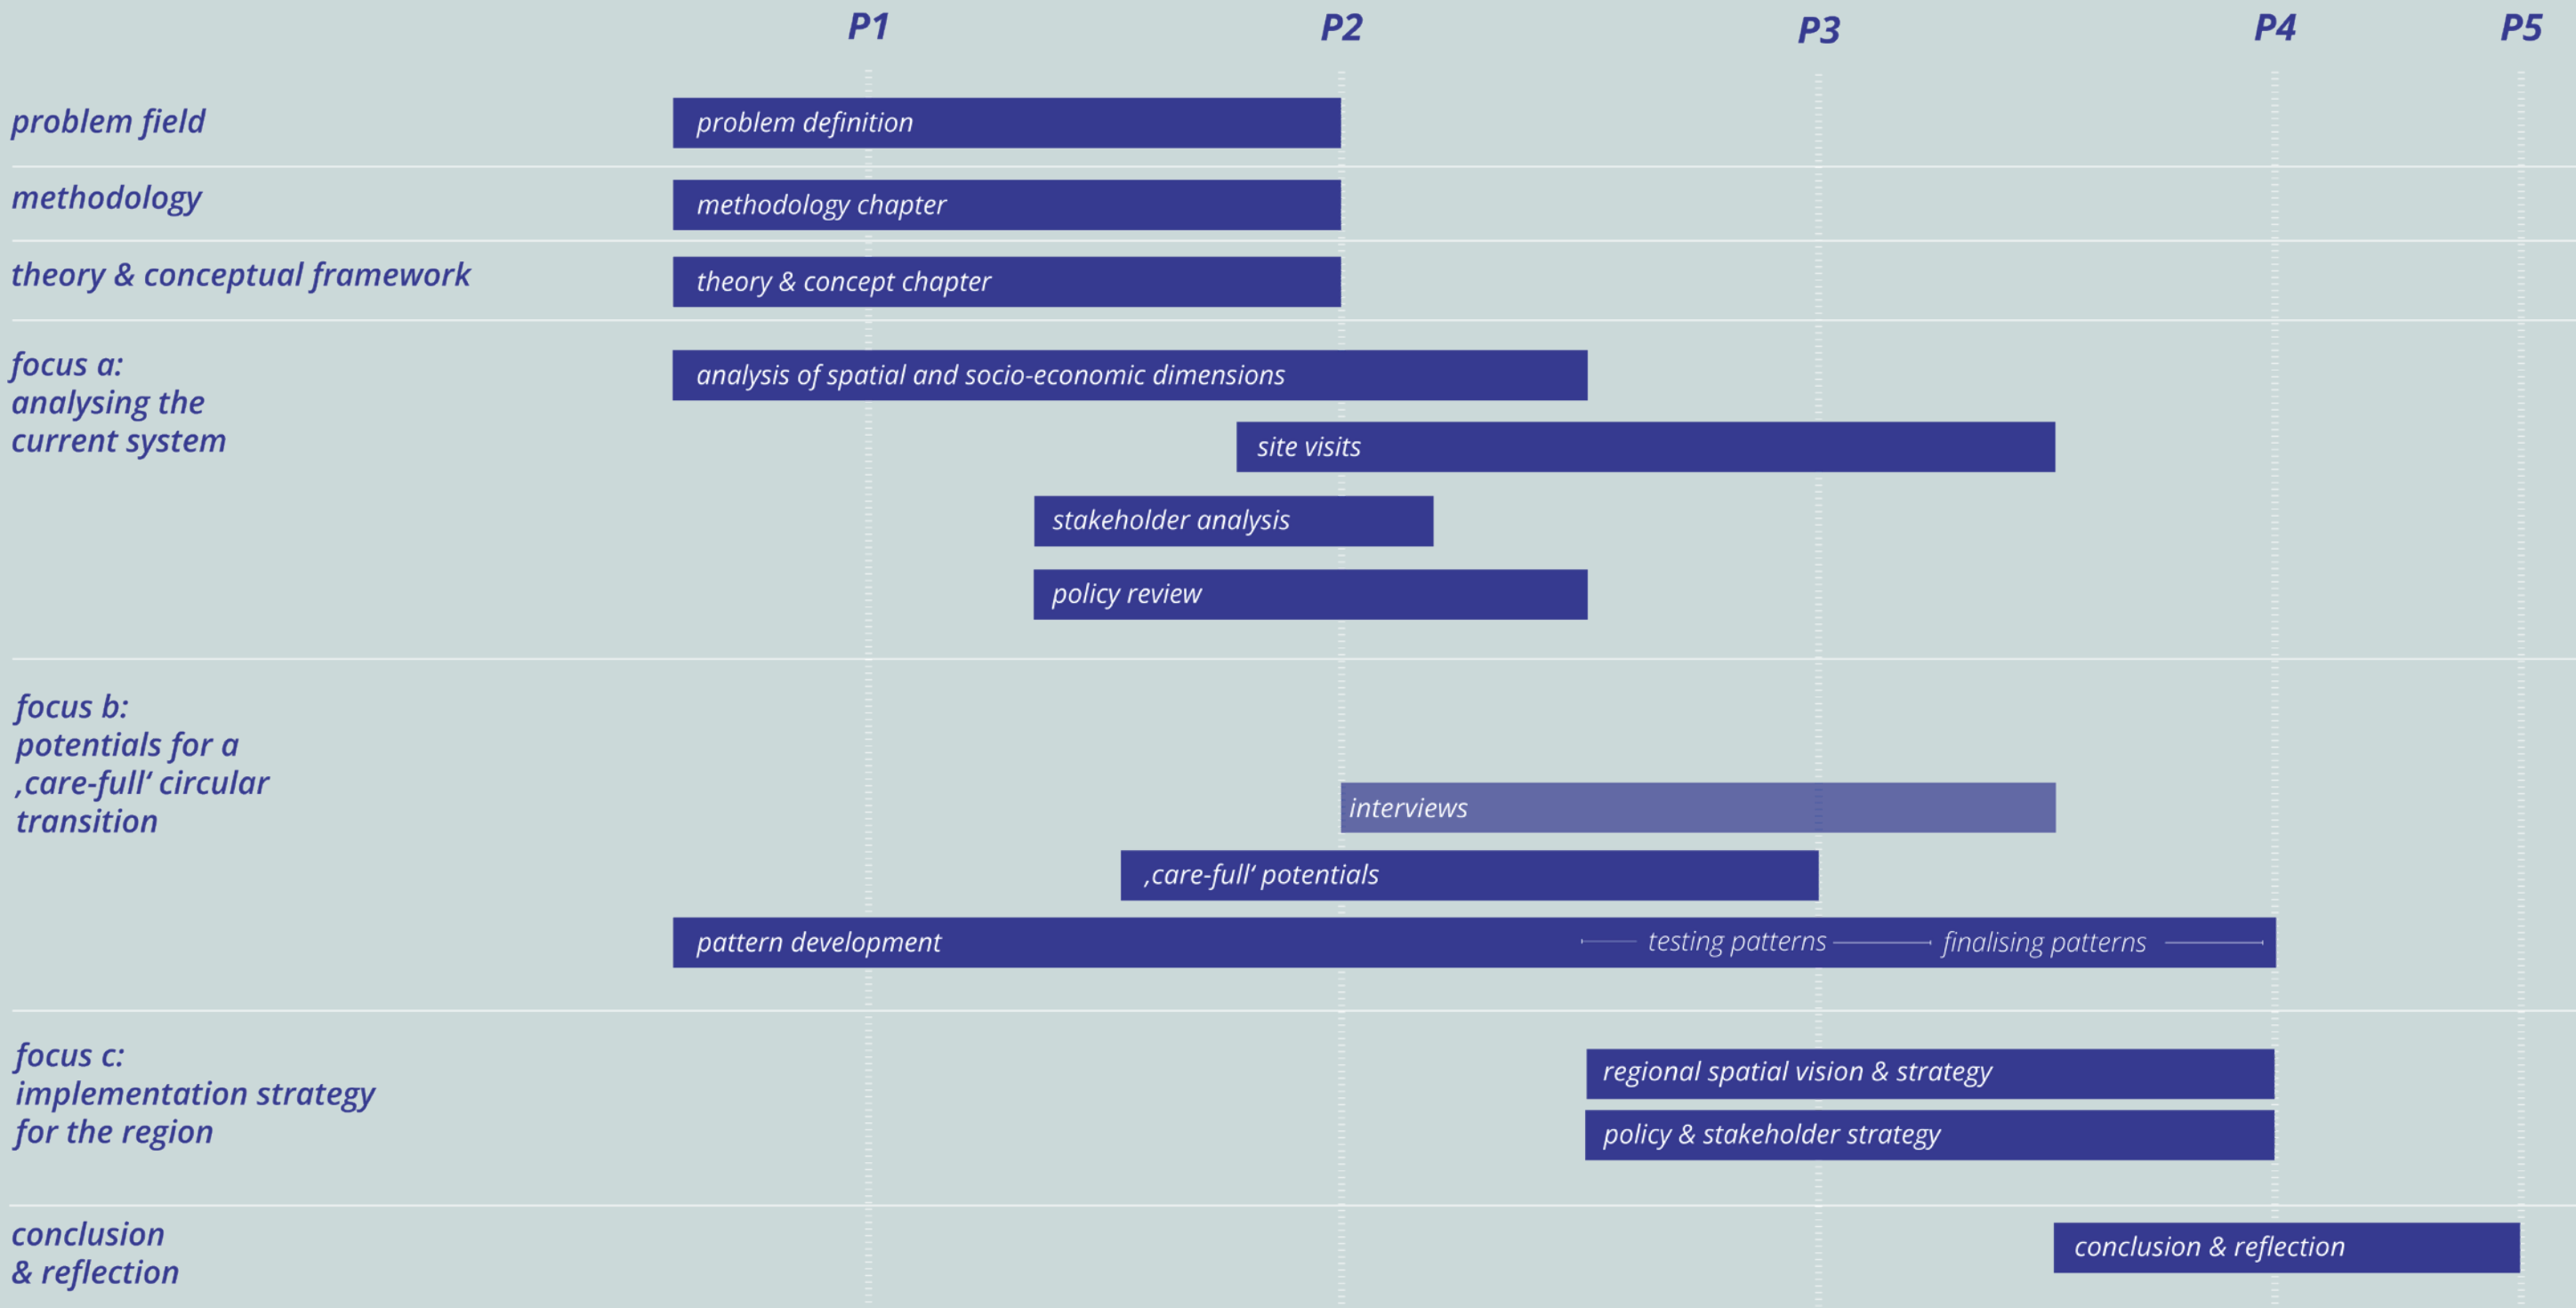 P1 P2 P3 P4 P5
problem field
problem definition
methodology
methodology chapter
theory & conceptual framework
theory & concept chapter
focus a:
analysing the
current system
analysis of spatial and socio-economic dimensions
site visits
stakeholder analysis
policy review
focus b:
potentials for a
‚care-full‘ circular
transition
interviews
‚care-full‘ potentials
pattern development testing patterns finalising patterns
focus c:
implementation strategy
for the region
regional spatial vision & strategy
policy & stakeholder strategy
conclusion
& reflection
conclusion & reflection